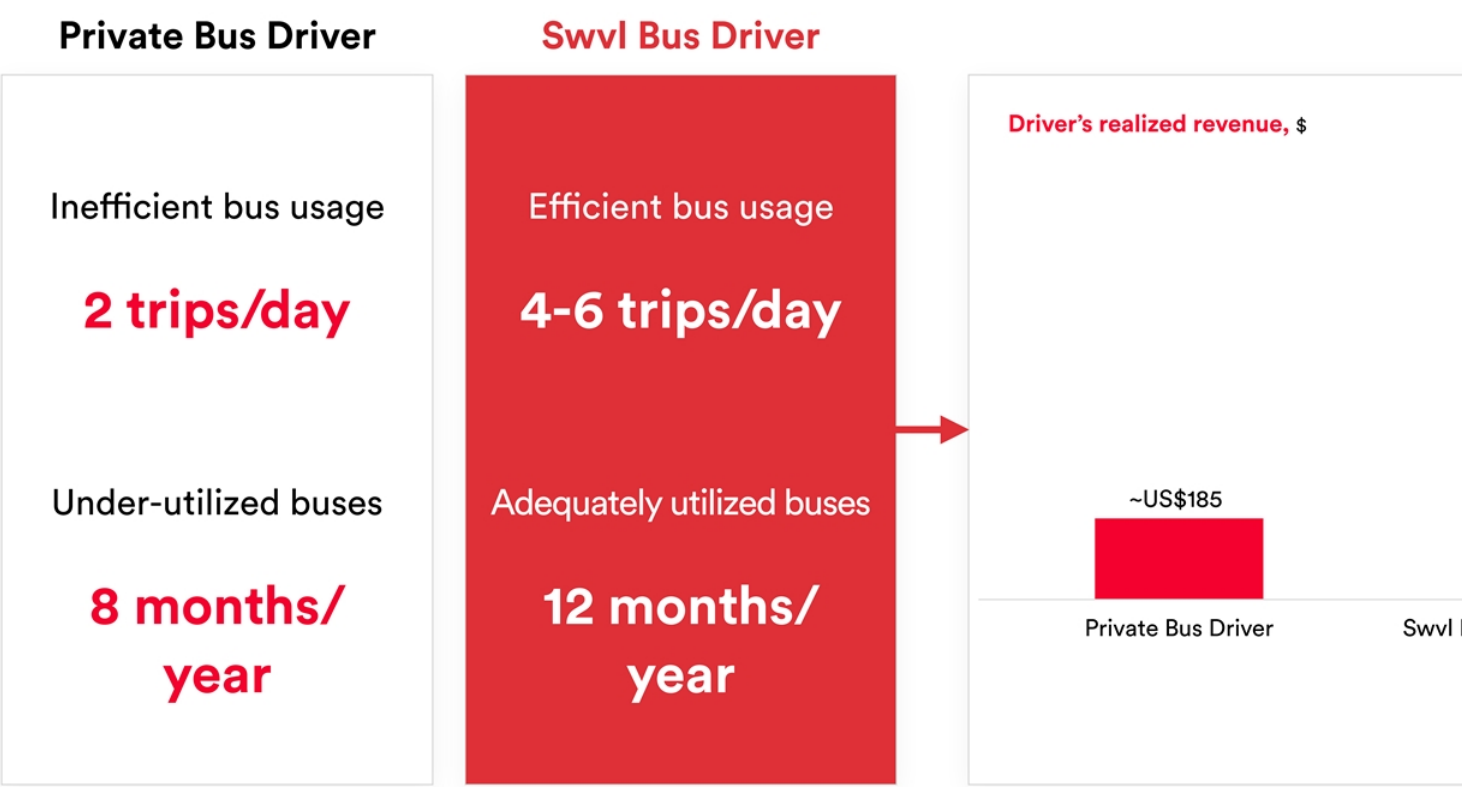 Private Bus Driver
Inefficient bus usage
2 trips/day
Under-utilized buses
8 months/
year
Swvl Bus Driver
Efficient bus usage
4-6 trips/day
Adequately utilized buses
12 months/
year
Driver’s realized revenue, $
~US$185
Private Bus Driver
Swvl